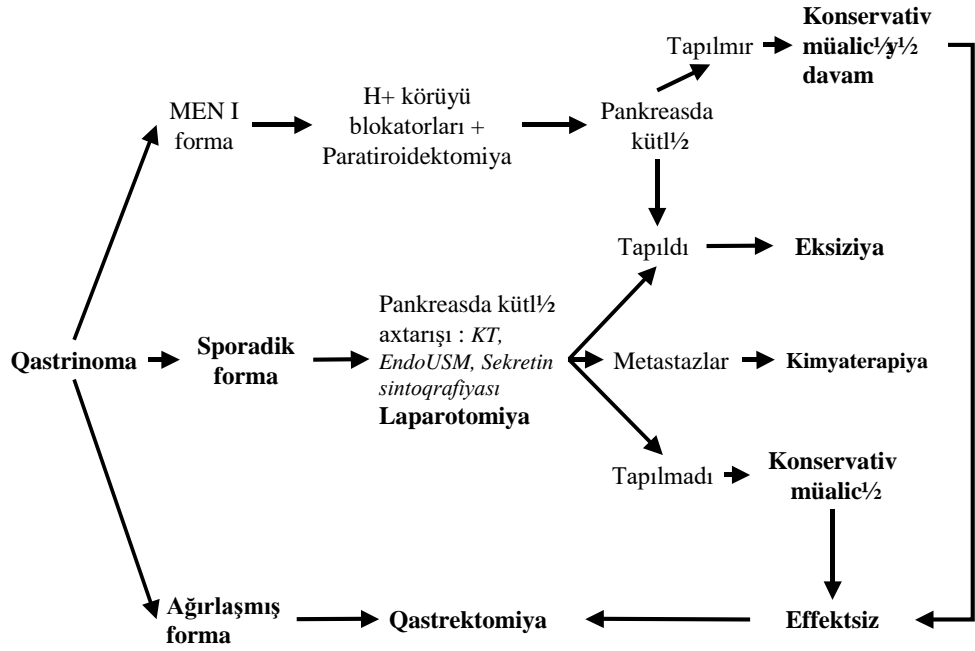 Tapılmır
Konservativ
müalic½y½
davam
MEN I
forma
H+ körüyü
blokatorları +
Paratiroidektomiya
Pankreasda
kütl½
Tapıldı
Eksiziya
Qastrinoma
Sporadik
forma
Pankreasda kütl½
axtarışı : KT,
EndoUSM, Sekretin
sintoqrafiyası
Laparotomiya
Metastazlar
Kimyaterapiya
Tapılmadı
Konservativ
müalic½
Ağırlaşmış
forma
Qastrektomiya
Effektsiz